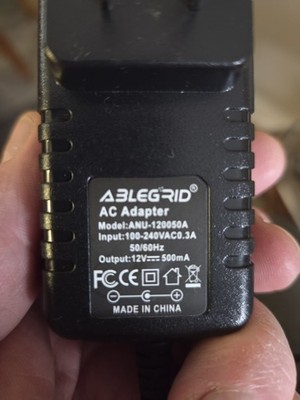 ABLEGRID®
AC Adapter
Model:ANU-120050A
Input:100-240VAC0.3A
50/60Hz
Output:12V⎓500mA
FC CE
MADE IN CHINA